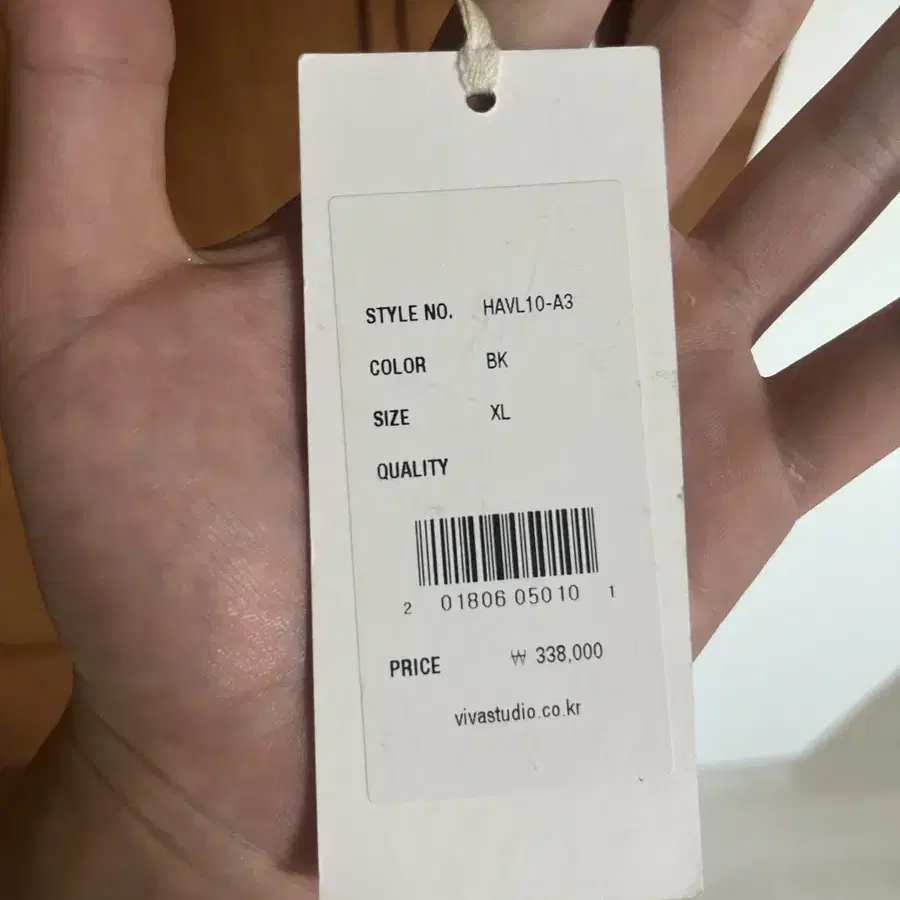 STYLE NO. HAVL10-A3
COLOR BK
SIZE XL
QUALITY
2 01806 05010 1
PRICE ₩ 338,000
vivastudio.co.kr